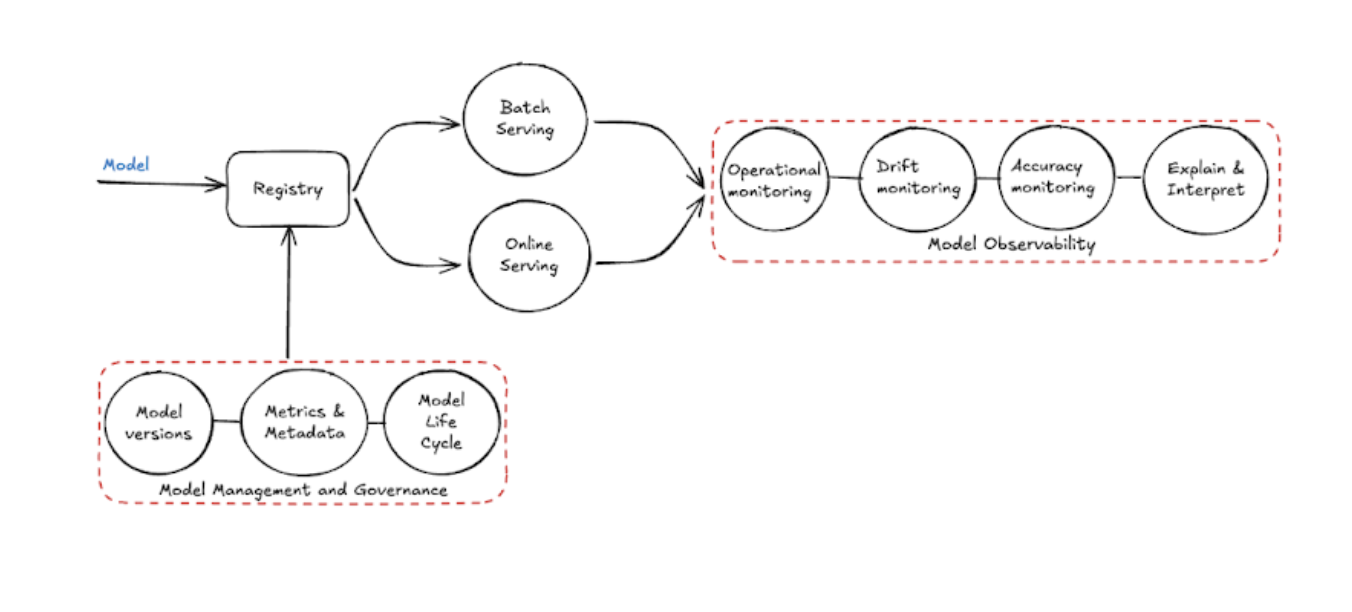 Model
Registry
Batch
Serving
Online
Serving
Operational
monitoring
Drift
monitoring
Accuracy
monitoring
Explain &
Interpret
Model Observability
Model
versions
Metrics &
Metadata
Model
Life
Cycle
Model Management and Governance